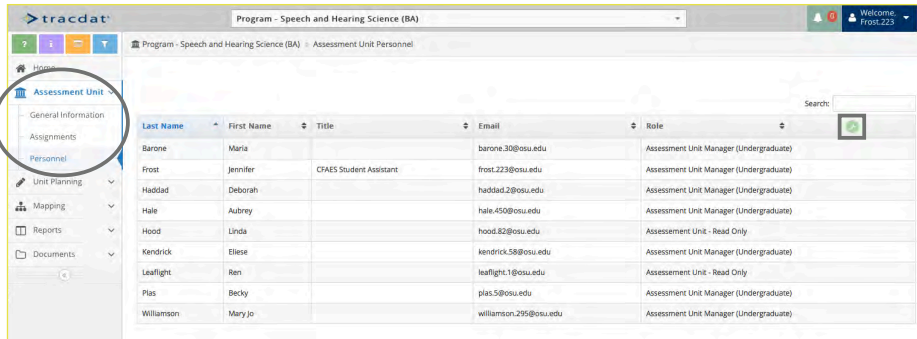 tracdat
Program - Speech and Hearing Science (BA)
6
Welcome,
Frost.223
? i
Program - Speech and Hearing Science (BA) > Assessment Unit Personnel
Home
Assessment Unit
General Information
Assignments
Personnel
Unit Planning
Mapping
Reports
Documents
Search:
Last Name First Name Title Email Role
Barone Maria barone.30@osu.edu Assessment Unit Manager (Undergraduate)
Frost Jennifer CFAES Student Assistant frost.223@osu.edu Assessment Unit Manager (Undergraduate)
Haddad Deborah haddad.2@osu.edu Assessment Unit Manager (Undergraduate)
Hale Aubrey hale.450@osu.edu Assessment Unit Manager (Undergraduate)
Hood Linda hood.82@osu.edu Assessement Unit - Read Only
Kendrick Eliese kendrick.58@osu.edu Assessment Unit Manager (Undergraduate)
Leaflight Ren leaflight.1@osu.edu Assessement Unit - Read Only
Plas Becky plas.5@osu.edu Assessment Unit Manager (Undergraduate)
Williamson Mary Jo williamson.295@osu.edu Assessment Unit Manager (Undergraduate)